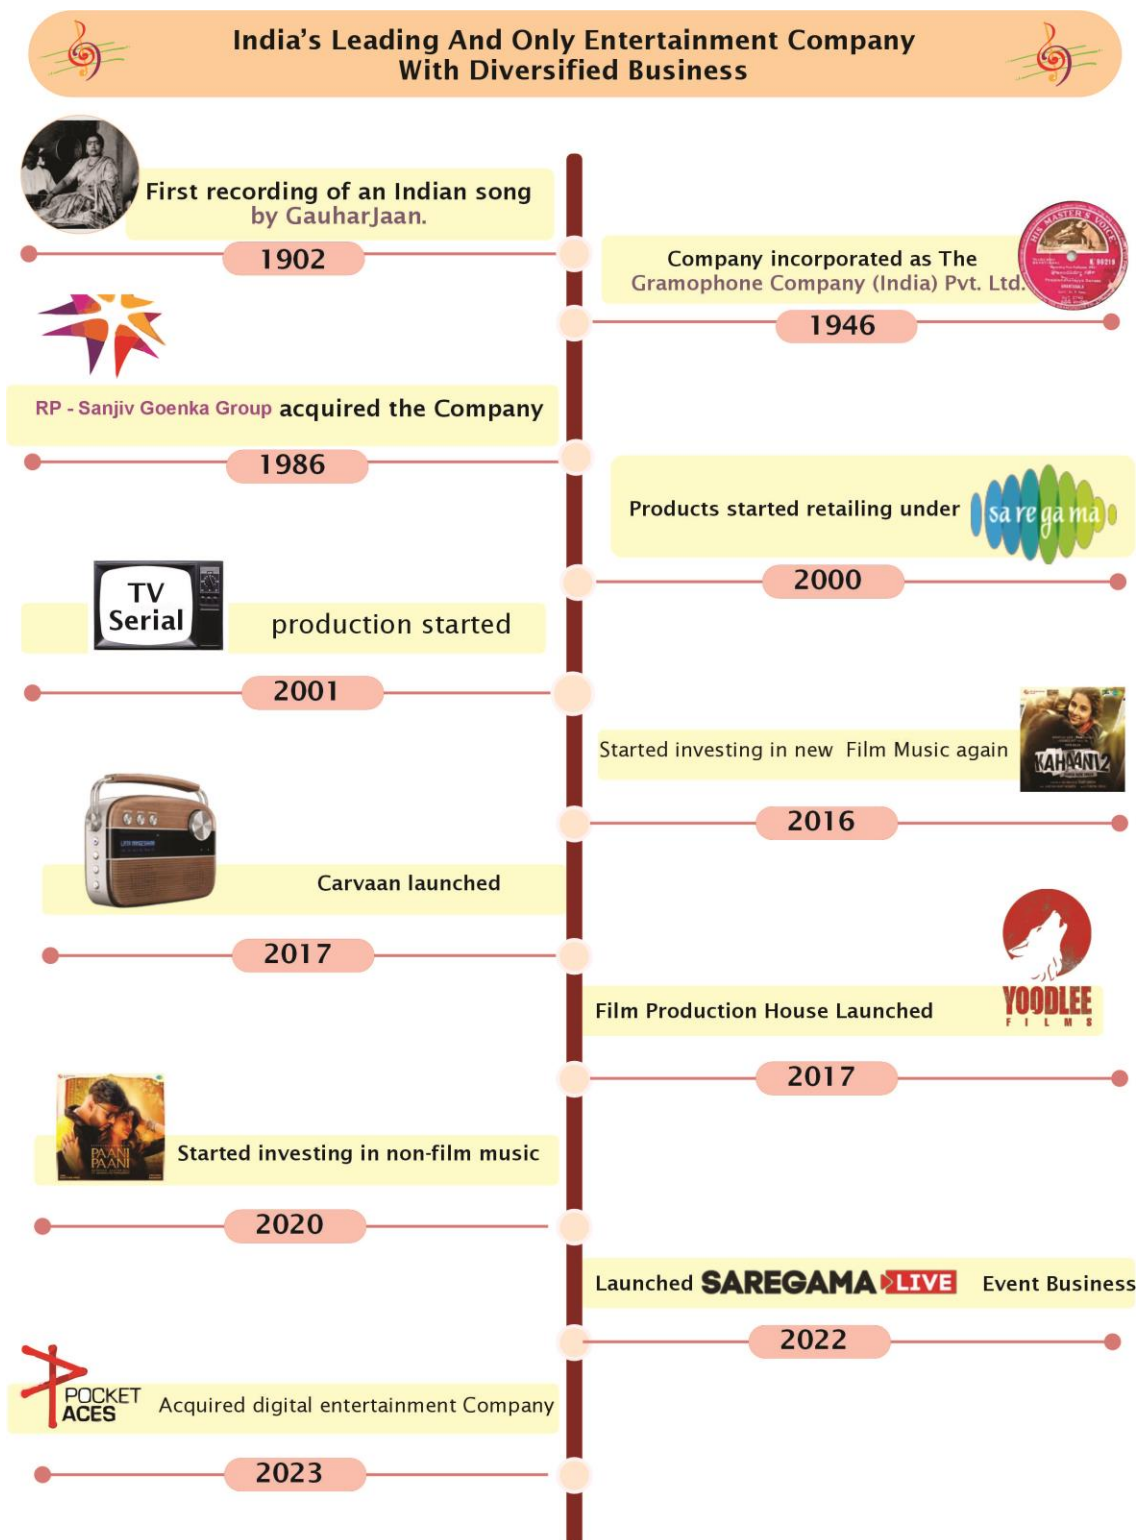 India's Leading And Only Entertainment Company
With Diversified Business
First recording of an Indian song
by GauharJaan.
1902
Company incorporated as The
Gramophone Company (India) Pvt. Ltd.
HIS MASTER'S VOICE
1946
RP - Sanjiv Goenka Group acquired the Company
1986
Products started retailing under
sa re ga ma
2000
TV
Serial
production started
2001
Started investing in new Film Music again
KAHAANI 2
2016
Carvaan launched
2017
Film Production House Launched
YOODLEE
FILMS
2017
PAANI
PAANI
Started investing in non-film music
2020
Launched SAREGAMA LIVE Event Business
2022
POCKET
ACES
Acquired digital entertainment Company
2023